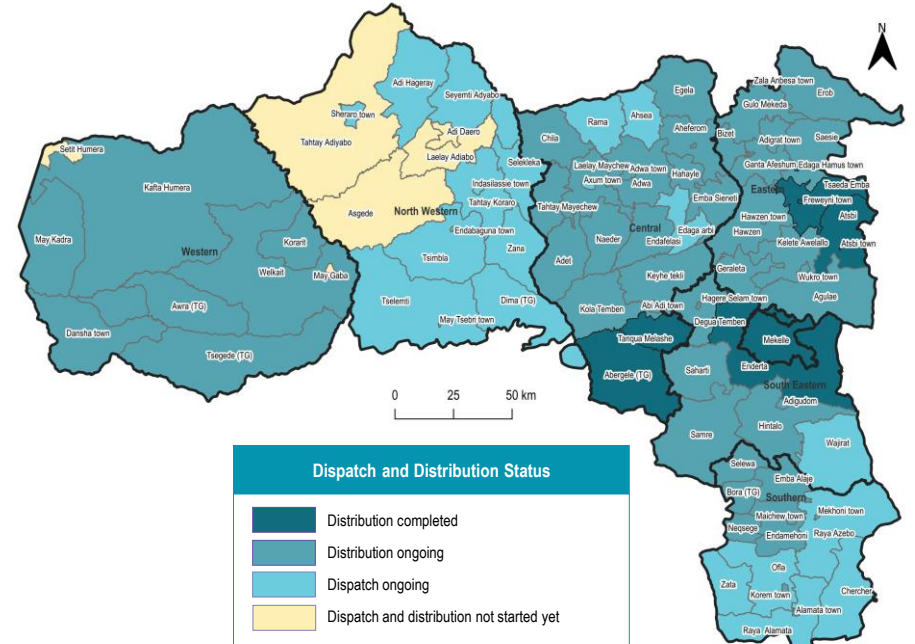 N
Zala Anbesa town
Egela
Erob
Adi Hageray
Seyemti Adyabo
Gulo Mekeda
Sheraro town
Rama
Ahsea
Aheferom
Bizet
Adi Daero
Chila
Adigrat town
Saesie
Tahtay Adiyabo
Setit Humera
Laelay Adiabo
Selekleka
Laelay Maychew
Adwa town
Hahayle
Ganta Afeshum
Edaga Hamus town
Axum town
Adwa
Kafta Humera
Indasilassie town
Tsaeda Emba
Eastern
Emba Sieneti
Freweyni town
Tahtay Koraro
Asgede
North Western
Tahtay Mayechew
Hawzen town
Atsbi
May Kadra
Central
Edaga arbi
Endabaguna town
Hawzen
Korarit
Naeder
Endafelasi
Kelete Awelallo
Atsbi town
Western
Zana
Tsimbla
Adet
Geraleta
Welkait
May Gaba
Keyhe tekli
Wukro town
Tselemti
Dima (TG)
Hagere Selam town
Agulae
Awra (TG)
Kola Temben
Abi Adi town
May Tsebri town
Degua Temben
Dansha town
Tanqua Melashe
Mekelle
Tsegede (TG)
Abergele (TG)
Saharti
Enderta
South Eastern
0 25 50 km
Adigudom
Samre
Hintalo
Wajirat
Selewa
Emba Alaje
Bora (TG)
Southern
Maichew town
Mekhoni town
Neqsege
Endamehoni
Raya Azebo
Ofla
Zata
Korem town
Chercher
Alamata town
Raya Alamata
Dispatch and Distribution Status
Distribution completed
Distribution ongoing
Dispatch ongoing
Dispatch and distribution not started yet